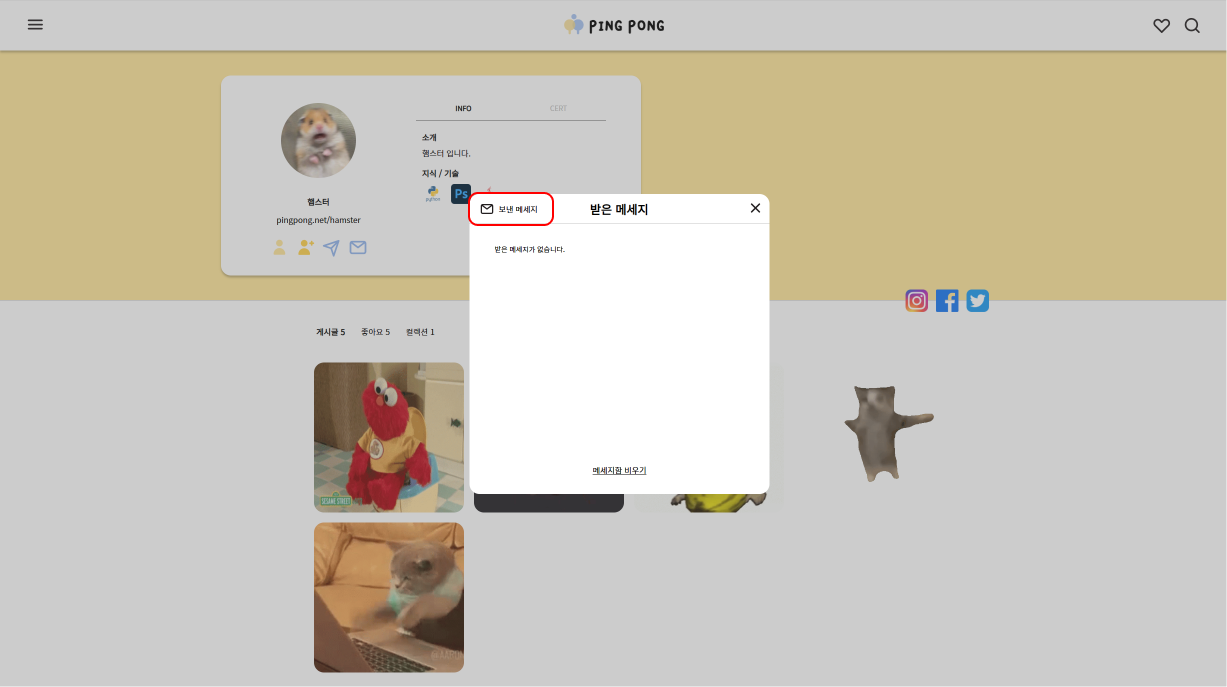 PING PONG
INFO
CERT
소개
햄스터 입니다.
지식 / 기술
python
Ps
햄스터
pingpong.net/hamster
보낸 메세지
받은 메세지
받은 메세지가 없습니다.
메세지함 비우기
게시글 5
좋아요 5
컬렉션 1
SESAME STREET